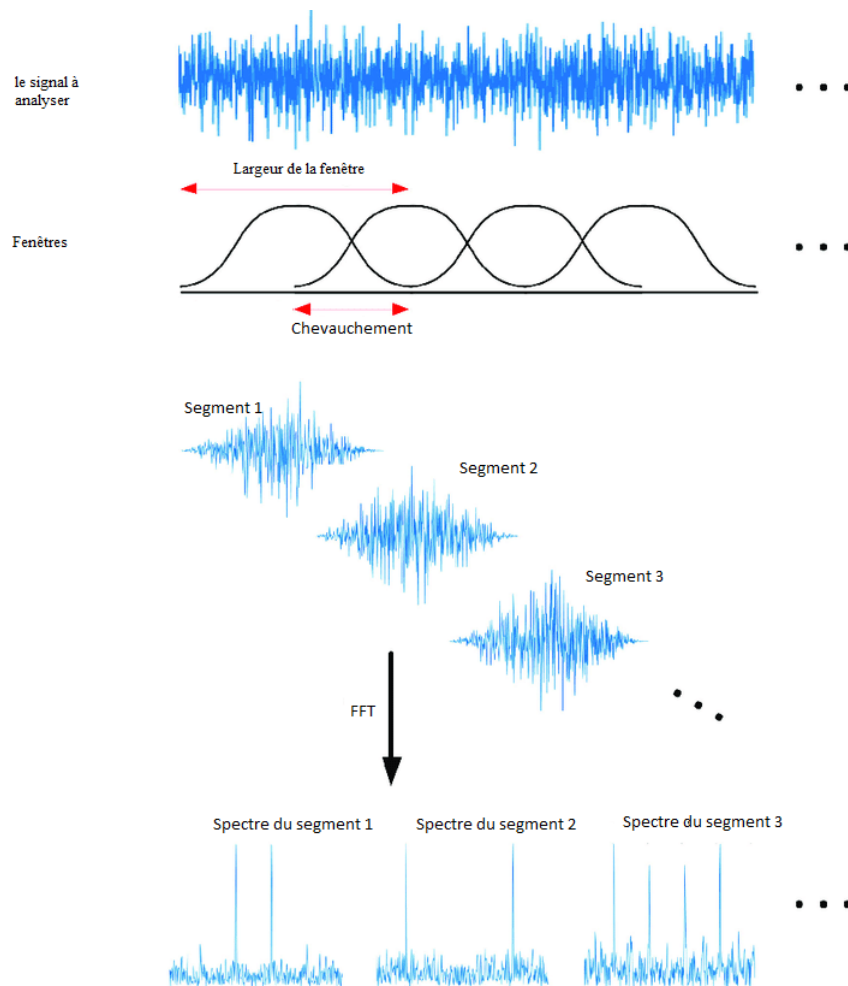 le signal à
analyser
Largeur de la fenêtre
Fenêtres
Chevauchement
Segment 1
Segment 2
Segment 3
FFT
Spectre du segment 1
Spectre du segment 2
Spectre du segment 3